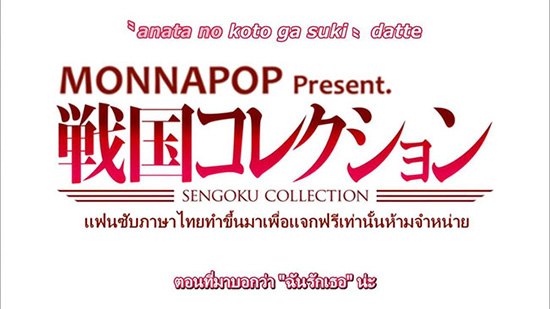 〝anata no koto ga suki〟 datte
MONNAPOP Present.
戦国コレクション
SENGOKU COLLECTION
แฟนซับภาษาไทยทำขึ้นมาเพื่อแจกฟรีเท่านั้นห้ามจำหน่าย
ตอนที่มาบอกว่า "ฉันรักเธอ" น่ะ